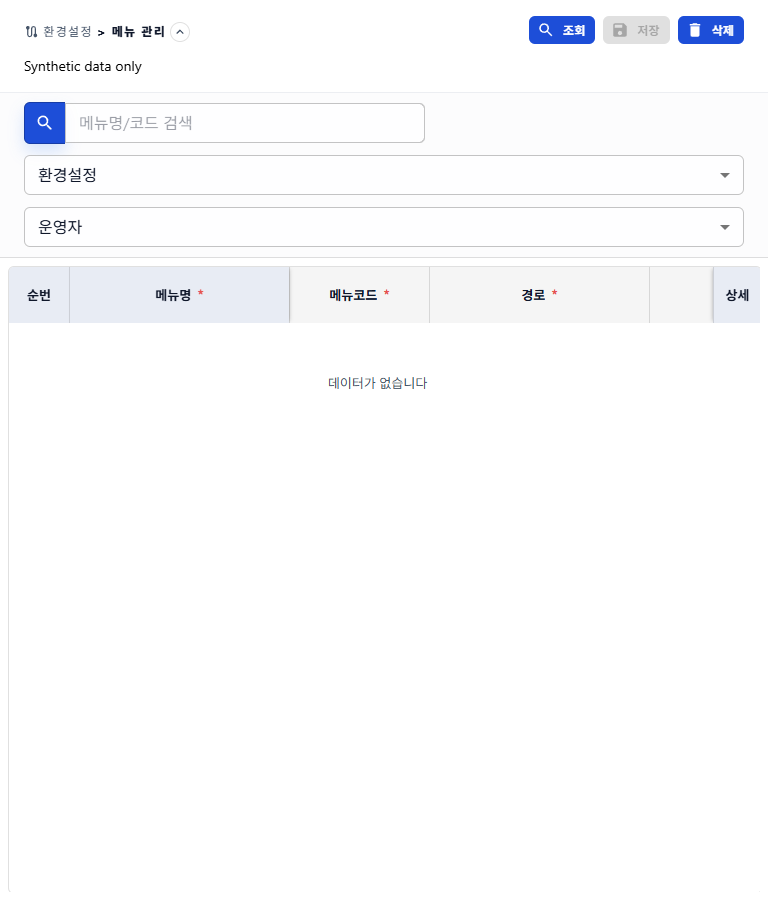 환경설정 > 메뉴 관리
조회
저장
삭제
Synthetic data only
메뉴명/코드 검색
환경설정
운영자
순번 메뉴명 * 메뉴코드 * 경로 * 상세
데이터가 없습니다